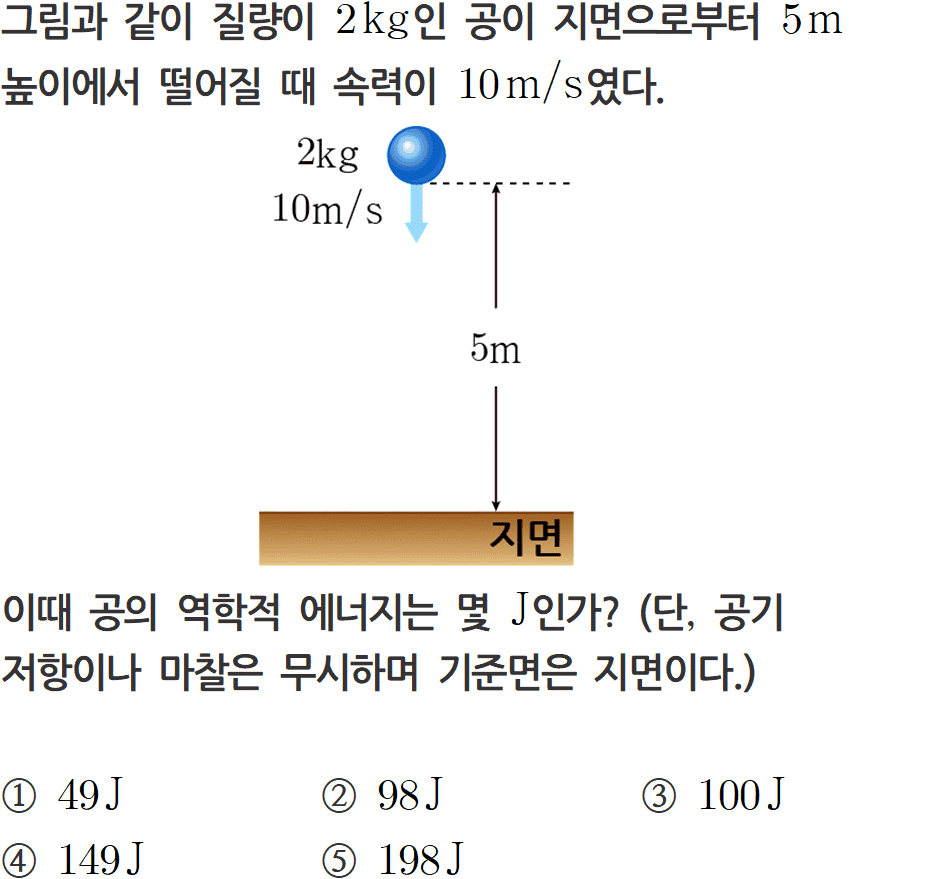 그림과 같이 질량이 2kg인 공이 지면으로부터 5m
높이에서 떨어질 때 속력이 10m/s였다.
2kg
10m/s
5m
지면
이때 공의 역학적 에너지는 몇 J인가? (단, 공기
저항이나 마찰은 무시하며 기준면은 지면이다.)
① 49J ② 98J ③ 100J
④ 149J ⑤ 198J